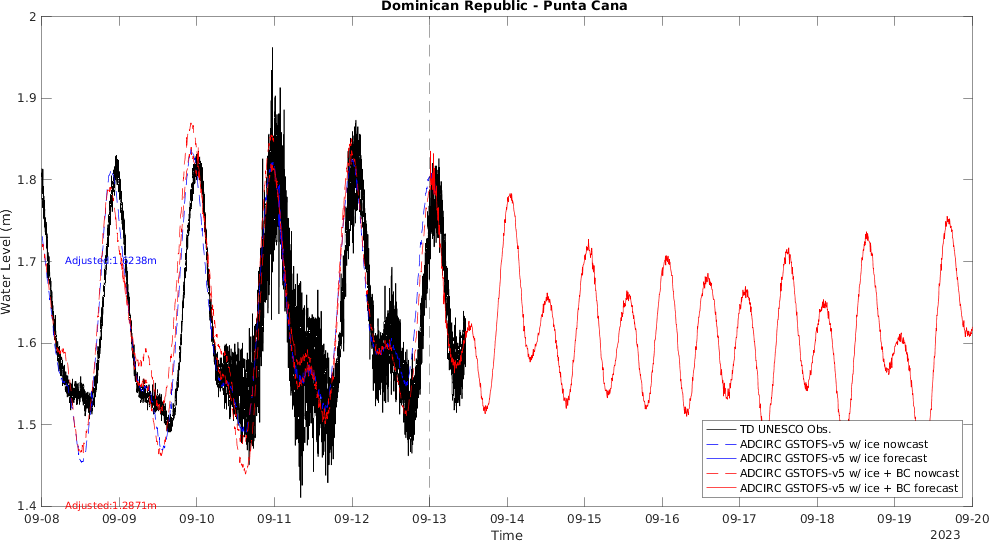 Dominican Republic - Punta Cana
2
1.9
1.8
1.7
1.6
1.5
1.4
Water Level (m)
Adjusted:1.6238m
Adjusted:1.2871m
TD UNESCO Obs.
ADCIRC GSTOFS-v5 w/ ice nowcast
ADCIRC GSTOFS-v5 w/ ice forecast
ADCIRC GSTOFS-v5 w/ ice + BC nowcast
ADCIRC GSTOFS-v5 w/ ice + BC forecast
09-08 09-09 09-10 09-11 09-12 09-13 09-14 09-15 09-16 09-17 09-18 09-19 09-20
Time
2023